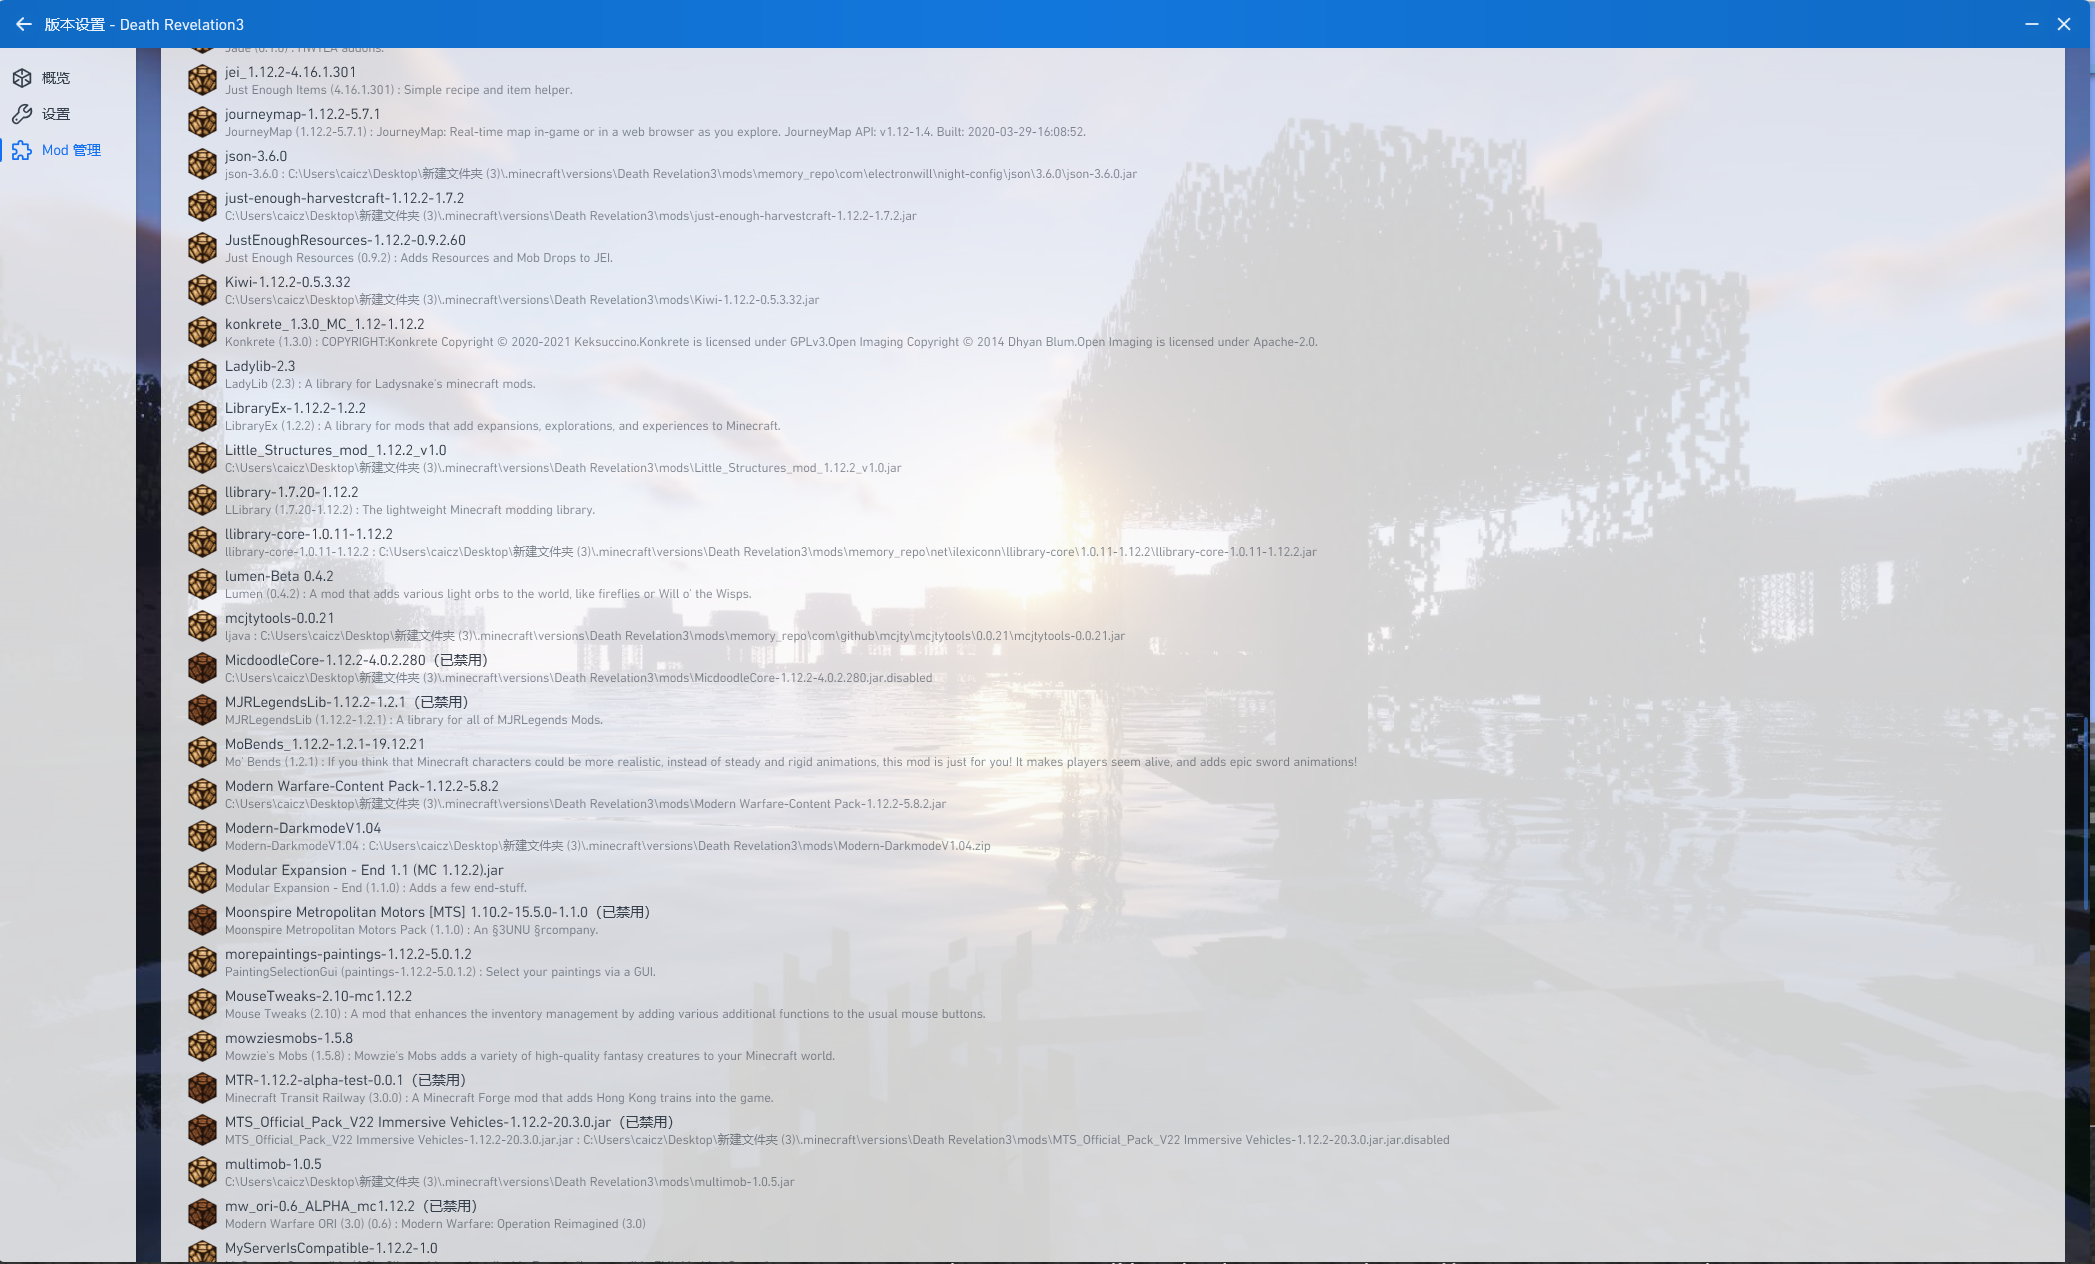 版本设置 - Death Revelation3
概览
设置
Mod 管理
Jade (0.1.0) : HWYLA addons.
jei_1.12.2-4.16.1.301
Just Enough Items (4.16.1.301) : Simple recipe and item helper.
journeymap-1.12.2-5.7.1
JourneyMap (1.12.2-5.7.1) : JourneyMap: Real-time map in-game or in a web browser as you explore. JourneyMap API: v1.12-1.4. Built: 2020-03-29-16:08:52.
json-3.6.0
json-3.6.0 : C:\Users\caicz\Desktop\新建文件夹 (3)\.minecraft\versions\Death Revelation3\mods\memory_repo\com\electronwill\night-config\json\3.6.0\json-3.6.0.jar
just-enough-harvestcraft-1.12.2-1.7.2
C:\Users\caicz\Desktop\新建文件夹 (3)\.minecraft\versions\Death Revelation3\mods\just-enough-harvestcraft-1.12.2-1.7.2.jar
JustEnoughResources-1.12.2-0.9.2.60
Just Enough Resources (0.9.2) : Adds Resources and Mob Drops to JEI.
Kiwi-1.12.2-0.5.3.32
C:\Users\caicz\Desktop\新建文件夹 (3)\.minecraft\versions\Death Revelation3\mods\Kiwi-1.12.2-0.5.3.32.jar
konkrete_1.3.0_MC_1.12-1.12.2
Konkrete (1.3.0) : COPYRIGHT:Konkrete Copyright © 2020-2021 Keksuccino.Konkrete is licensed under GPLv3.Open Imaging Copyright © 2014 Dhyan Blum.Open Imaging is licensed under Apache-2.0.
Ladylib-2.3
LadyLib (2.3) : A library for Ladysnake's minecraft mods.
LibraryEx-1.12.2-1.2.2
LibraryEx (1.2.2) : A library for mods that add expansions, explorations, and experiences to Minecraft.
Little_Structures_mod_1.12.2_v1.0
C:\Users\caicz\Desktop\新建文件夹 (3)\.minecraft\versions\Death Revelation3\mods\Little_Structures_mod_1.12.2_v1.0.jar
llibrary-1.7.20-1.12.2
LLibrary (1.7.20-1.12.2) : The lightweight Minecraft modding library.
llibrary-core-1.0.11-1.12.2
llibrary-core-1.0.11-1.12.2 : C:\Users\caicz\Desktop\新建文件夹 (3)\.minecraft\versions\Death Revelation3\mods\memory_repo\net\ilexiconn\llibrary-core\1.0.11-1.12.2\llibrary-core-1.0.11-1.12.2.jar
lumen-Beta 0.4.2
Lumen (0.4.2) : A mod that adds various light orbs to the world, like fireflies or Will o' the Wisps.
mcjtytools-0.0.21
ljava : C:\Users\caicz\Desktop\新建文件夹 (3)\.minecraft\versions\Death Revelation3\mods\memory_repo\com\github\mcjty\mcjtytools\0.0.21\mcjtytools-0.0.21.jar
MicdoodleCore-1.12.2-4.0.2.280（已禁用）
C:\Users\caicz\Desktop\新建文件夹 (3)\.minecraft\versions\Death Revelation3\mods\MicdoodleCore-1.12.2-4.0.2.280.jar.disabled
MJRLegendsLib-1.12.2-1.2.1（已禁用）
MJRLegendsLib (1.12.2-1.2.1) : A library for all of MJRLegends Mods.
MoBends_1.12.2-1.2.1-19.12.21
Mo' Bends (1.2.1) : If you think that Minecraft characters could be more realistic, instead of steady and rigid animations, this mod is just for you! It makes players seem alive, and adds epic sword animations!
Modern Warfare-Content Pack-1.12.2-5.8.2
C:\Users\caicz\Desktop\新建文件夹 (3)\.minecraft\versions\Death Revelation3\mods\Modern Warfare-Content Pack-1.12.2-5.8.2.jar
Modern-DarkmodeV1.04
Modern-DarkmodeV1.04 : C:\Users\caicz\Desktop\新建文件夹 (3)\.minecraft\versions\Death Revelation3\mods\Modern-DarkmodeV1.04.zip
Modular Expansion - End 1.1 (MC 1.12.2).jar
Modular Expansion - End (1.1.0) : Adds a few end-stuff.
Moonspire Metropolitan Motors [MTS] 1.10.2-15.5.0-1.1.0（已禁用）
Moonspire Metropolitan Motors Pack (1.1.0) : An §3UNU §rcompany.
morepaintings-paintings-1.12.2-5.0.1.2
PaintingSelectionGui (paintings-1.12.2-5.0.1.2) : Select your paintings via a GUI.
MouseTweaks-2.10-mc1.12.2
Mouse Tweaks (2.10) : A mod that enhances the inventory management by adding various additional functions to the usual mouse buttons.
mowziesmobs-1.5.8
Mowzie's Mobs (1.5.8) : Mowzie's Mobs adds a variety of high-quality fantasy creatures to your Minecraft world.
MTR-1.12.2-alpha-test-0.0.1（已禁用）
Minecraft Transit Railway (3.0.0) : A Minecraft Forge mod that adds Hong Kong trains into the game.
MTS_Official_Pack_V22 Immersive Vehicles-1.12.2-20.3.0.jar（已禁用）
MTS_Official_Pack_V22 Immersive Vehicles-1.12.2-20.3.0.jar.jar : C:\Users\caicz\Desktop\新建文件夹 (3)\.minecraft\versions\Death Revelation3\mods\MTS_Official_Pack_V22 Immersive Vehicles-1.12.2-20.3.0.jar.jar.disabled
multimob-1.0.5
C:\Users\caicz\Desktop\新建文件夹 (3)\.minecraft\versions\Death Revelation3\mods\multimob-1.0.5.jar
mw_ori-0.6_ALPHA_mc1.12.2（已禁用）
Modern Warfare ORI (3.0) (0.6) : Modern Warfare: Operation Reimagined (3.0)
MyServerIsCompatible-1.12.2-1.0